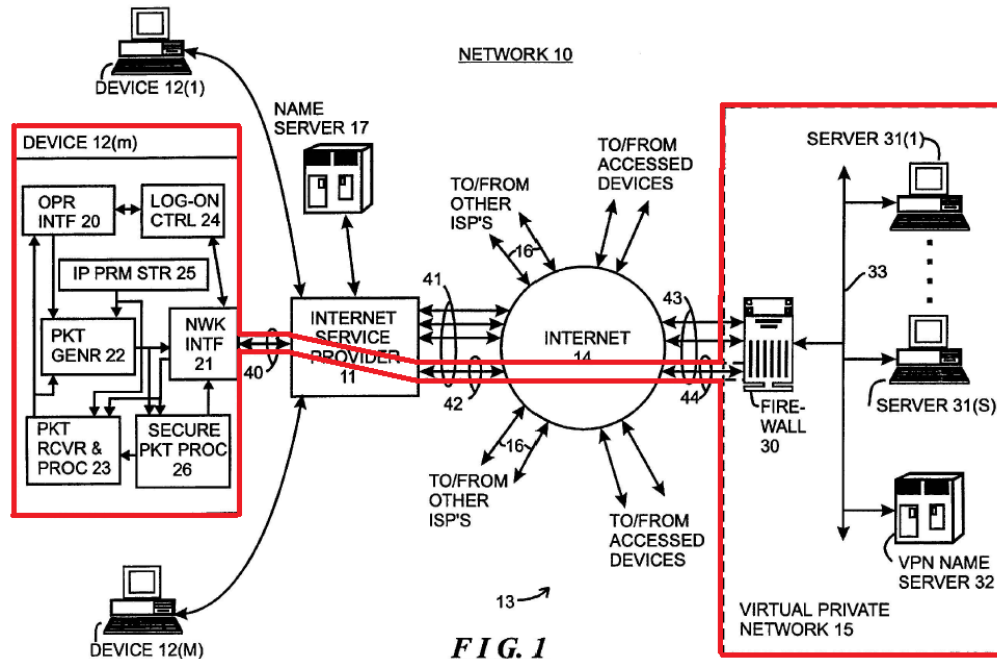 NETWORK 10
DEVICE 12(1)
NAME
SERVER 17
DEVICE 12(m)
OPR
INTF 20
LOG-ON
CTRL 24
IP PRM STR 25
PKT
GENR 22
NWK
INTF
21
PKT
RCVR &
PROC 23
SECURE
PKT PROC
26
40
INTERNET
SERVICE
PROVIDER
11
41
42
TO/FROM
OTHER
ISP'S
16
TO/FROM
ACCESSED
DEVICES
INTERNET
14
16
TO/FROM
OTHER
ISP'S
TO/FROM
ACCESSED
DEVICES
43
44
FIRE-
WALL
30
33
SERVER 31(1)
SERVER 31(S)
VPN NAME
SERVER 32
VIRTUAL PRIVATE
NETWORK 15
13
DEVICE 12(M)
FIG. 1